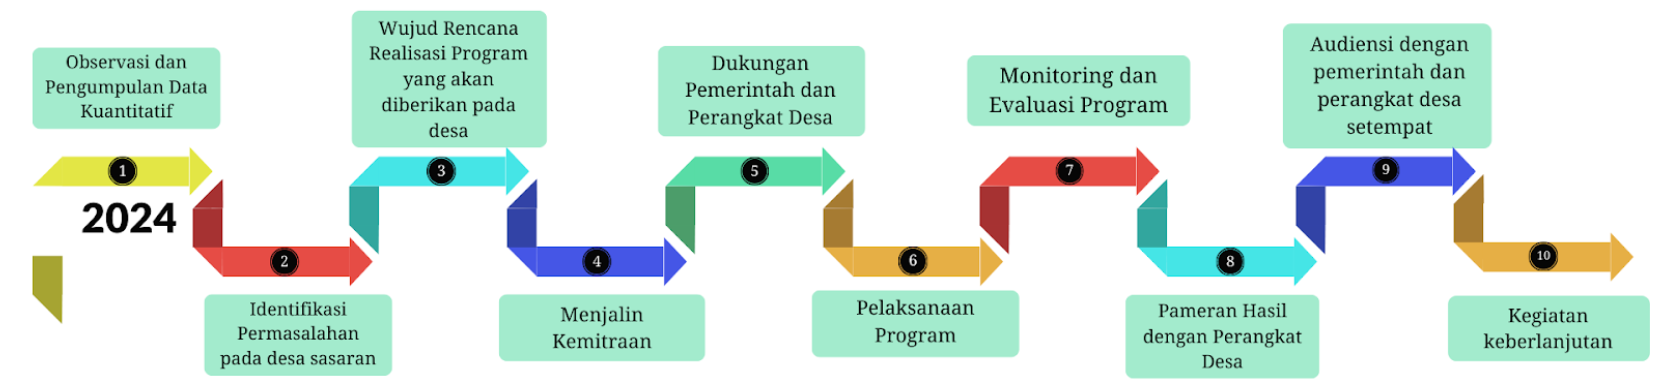 Observasi dan
Pengumpulan Data
Kuantitatif
1
2024
2
Identifikasi
Permasalahan
pada desa sasaran
Wujud Rencana
Realisasi Program
yang akan
diberikan pada
desa
3
4
Menjalin
Kemitraan
Dukungan
Pemerintah dan
Perangkat Desa
5
6
Pelaksanaan
Program
Monitoring dan
Evaluasi Program
7
8
Pameran Hasil
dengan Perangkat
Desa
Audiensi dengan
pemerintah dan
perangkat desa
setempat
9
10
Kegiatan
keberlanjutan